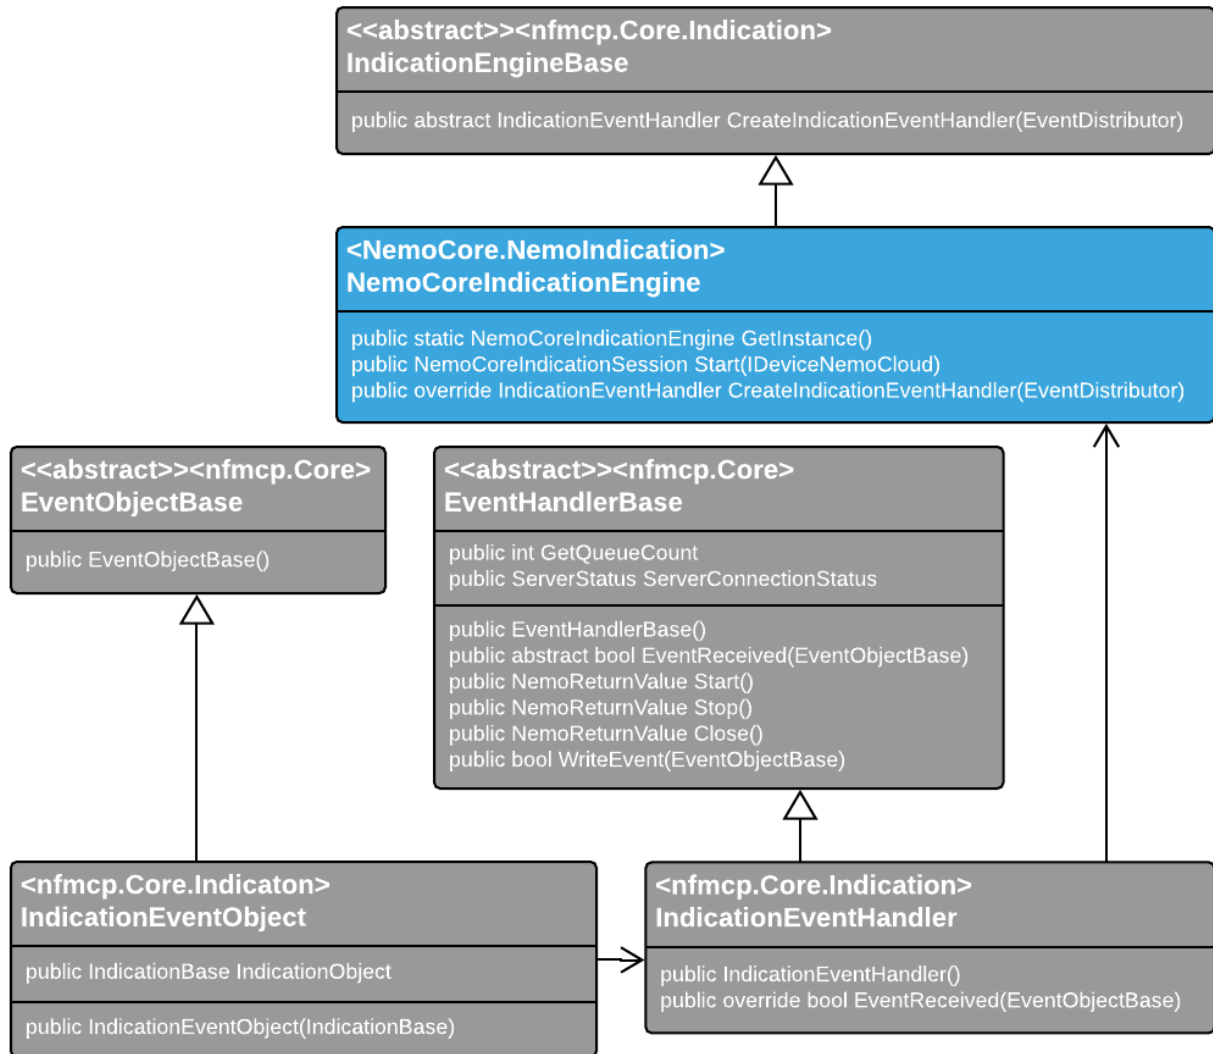 <<abstract>><nfmcp.Core.Indication>
IndicationEngineBase
public abstract IndicationEventHandler CreateIndicationEventHandler(EventDistributor)
<NemoCore.NemoIndication>
NemoCoreIndicationEngine
public static NemoCoreIndicationEngine GetInstance()
public NemoCoreIndicationSession Start(IDeviceNemoCloud)
public override IndicationEventHandler CreateIndicationEventHandler(EventDistributor)
<<abstract>><nfmcp.Core>
EventObjectBase
public EventObjectBase()
<<abstract>><nfmcp.Core>
EventHandlerBase
public int GetQueueCount
public ServerStatus ServerConnectionStatus
public EventHandlerBase()
public abstract bool EventReceived(EventObjectBase)
public NemoReturnValue Start()
public NemoReturnValue Stop()
public NemoReturnValue Close()
public bool WriteEvent(EventObjectBase)
<nfmcp.Core.Indicaton>
IndicationEventObject
public IndicationBase IndicationObject
public IndicationEventObject(IndicationBase)
<nfmcp.Core.Indication>
IndicationEventHandler
public IndicationEventHandler()
public override bool EventReceived(EventObjectBase)